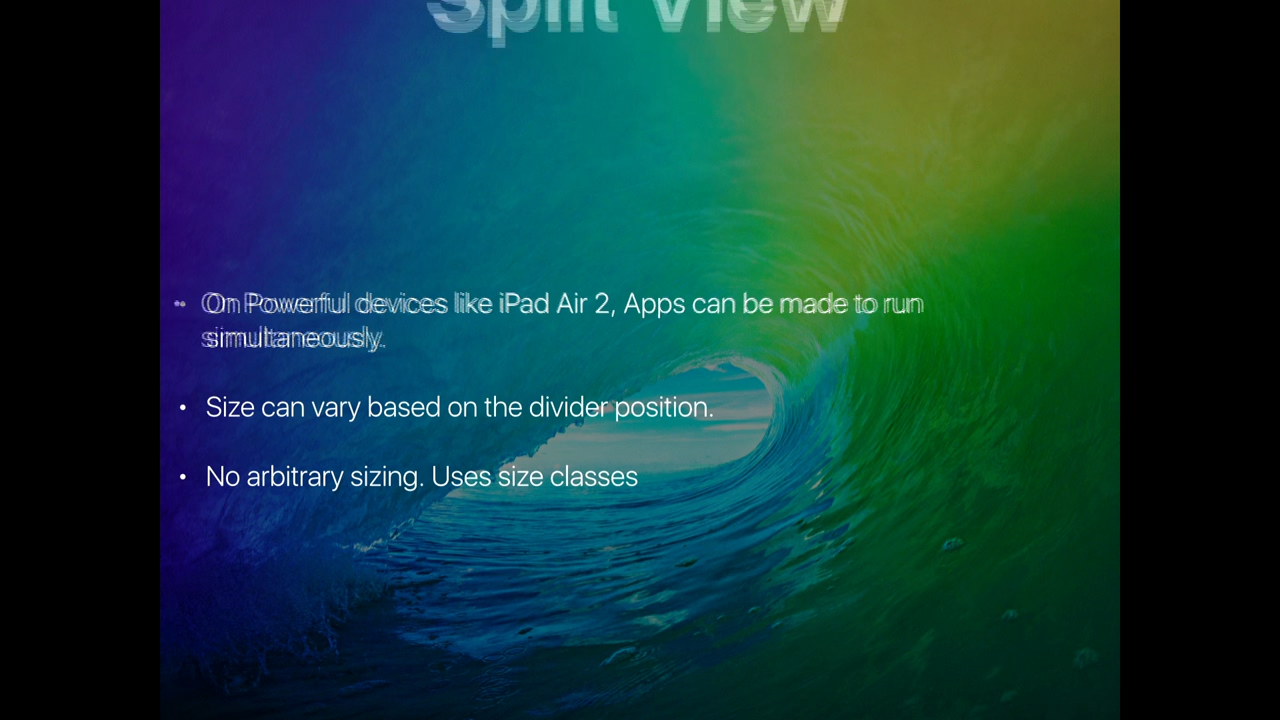 Split View
• On Powerful devices like iPad Air 2, Apps can be made to run
simultaneously.
• Size can vary based on the divider position.
• No arbitrary sizing. Uses size classes